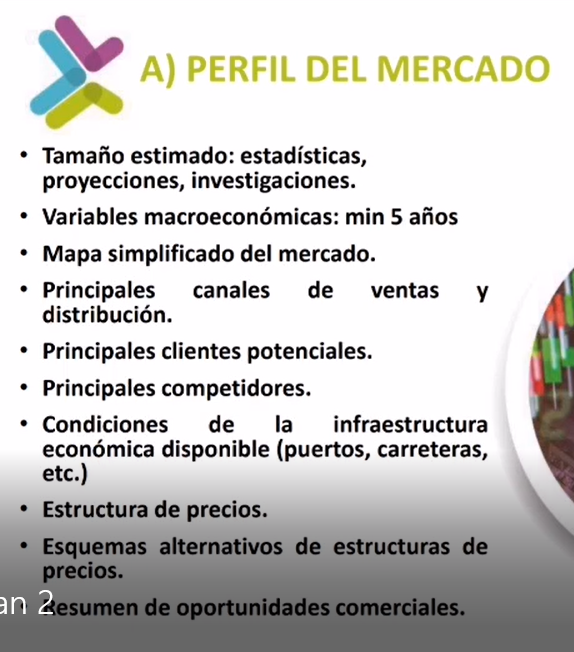 A) PERFIL DEL MERCADO
• Tamaño estimado: estadísticas,
proyecciones, investigaciones.
• Variables macroeconómicas: min 5 años
• Mapa simplificado del mercado.
• Principales canales de ventas y
distribución.
• Principales clientes potenciales.
• Principales competidores.
• Condiciones de la infraestructura
económica disponible (puertos, carreteras,
etc.)
• Estructura de precios.
• Esquemas alternativos de estructuras de
precios.
• Resumen de oportunidades comerciales.
an 2